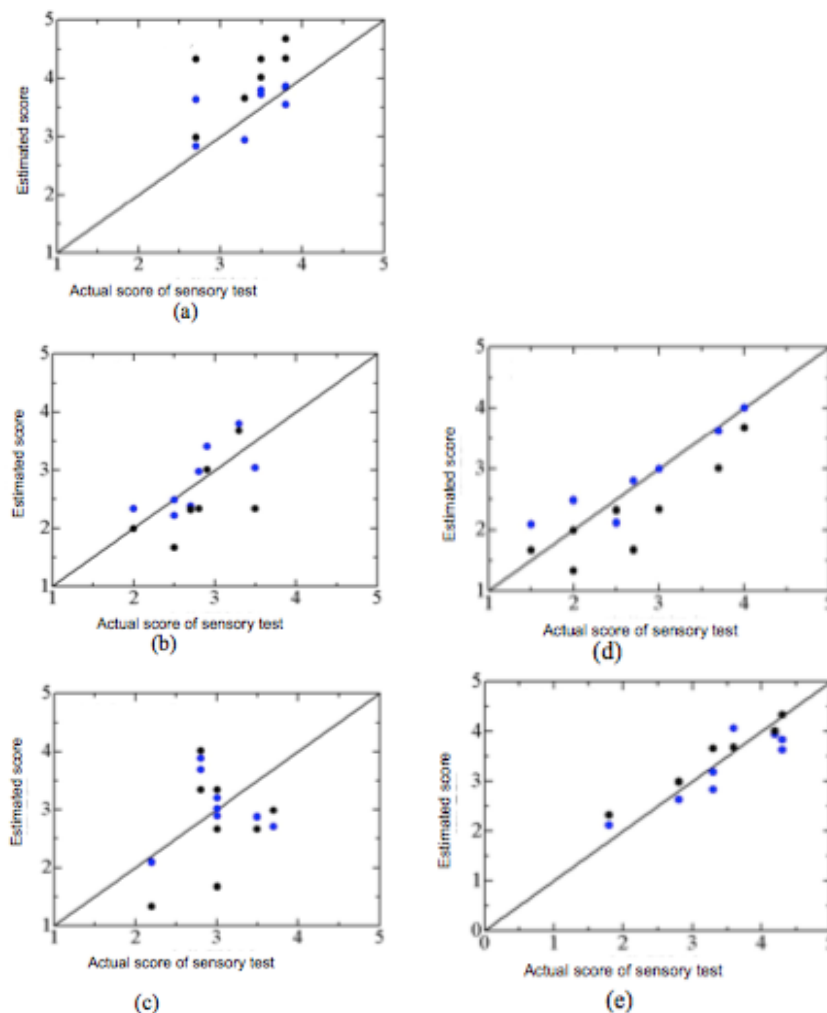 5
4
3
2
1
Estimated score
1 2 3 4 5
Actual score of sensory test
(a)
5
4
3
2
1
Estimated score
1 2 3 4 5
Actual score of sensory test
(b)
5
4
3
2
1
Estimated score
1 2 3 4
Actual score of sensory test
(d)
5
4
3
2
1
Estimated score
1 2 3 4 5
Actual score of sensory test
(c)
5
4
3
2
1
0
Estimated score
0 1 2 3 4
Actual score of sensory test
(e)